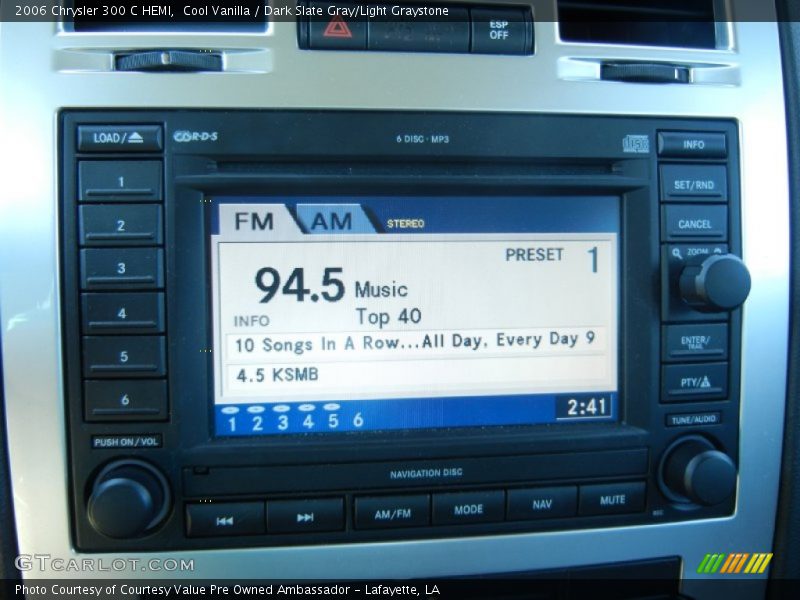 2006 Chrysler 300 C HEMI,  Cool Vanilla / Dark Slate Gray/Light Graystone
ESP
OFF
LOAD/
6 DISC · MP3
INFO
1
2
3
4
5
6
SET/RND
CANCEL
ZOOM
ENTER/
TRAIL
PTY/
TUNE/AUDIO
FM
AM
STEREO
PRESET 1
94.5 Music
Top 40
INFO
10 Songs In A Row...All Day, Every Day 9
4.5 KSMB
1 2 3 4 5 6
2:41
PUSH ON/VOL
NAVIGATION DISC
AM/FM
MODE
NAV
MUTE
GTCARLOT.COM
Photo Courtesy of Courtesy Value Pre Owned Ambassador - Lafayette, LA